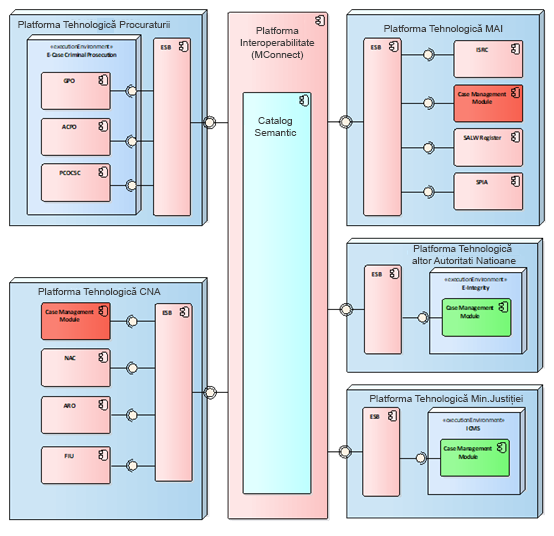 Platforma Tehnologică Procuraturii
«executionEnvironment»
E-Case Criminal Prosecution
GPO
ACPO
PCOCSC
ESB
Platforma
Interoperabilitate
(MConnect)
Catalog
Semantic
Platforma Tehnologică MAI
ESB
ISRC
Case Management
Module
SALW Register
SPIA
Platforma Tehnologică CNA
Case Management
Module
NAC
ARO
FIU
ESB
Platforma Tehnologică
altor Autoritati Natioane
ESB
«executionEnvironment»
E-Integrity
Case Management
Module
Platforma Tehnologică Min.Justiției
ESB
«executionEnvironment»
ICMS
Case Management
Module